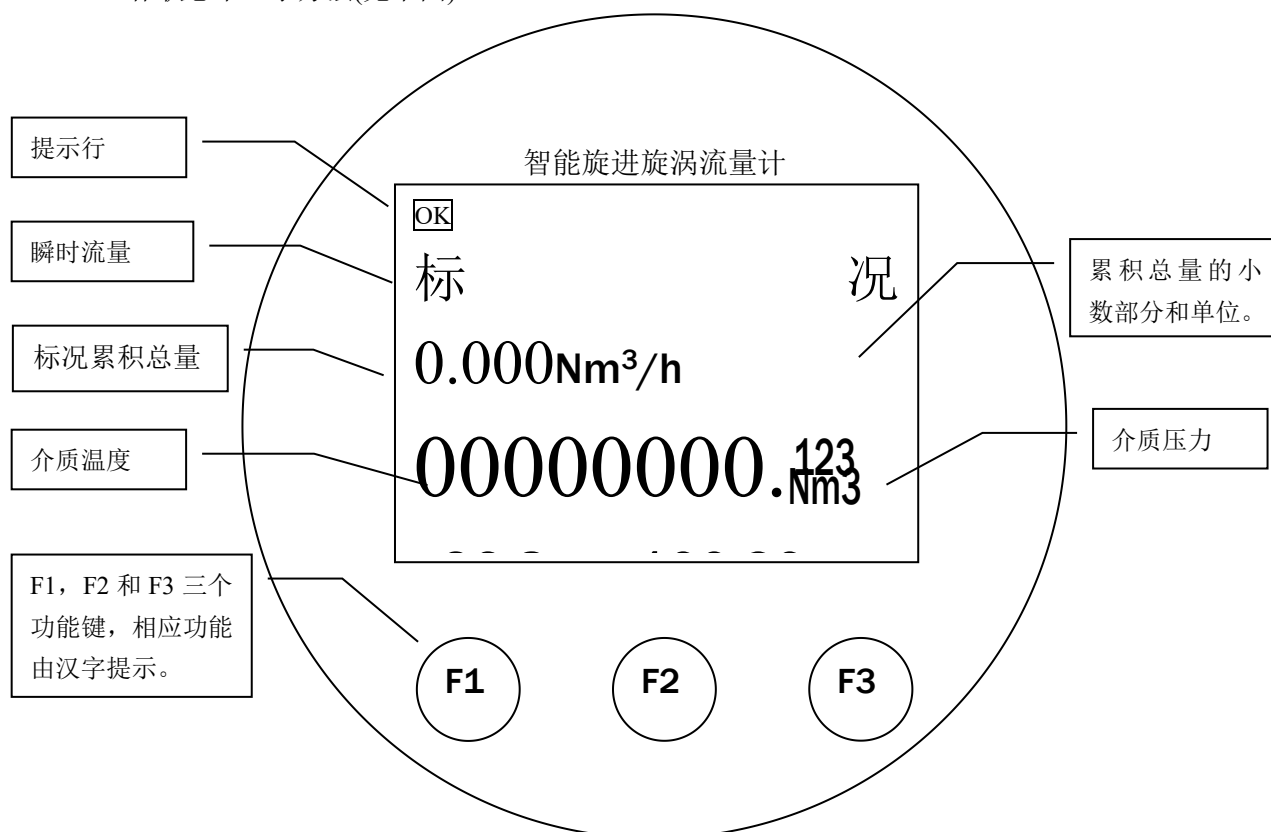 提示行
瞬时流量
标况累积总量
介质温度
F1，F2 和 F3 三个
功能键，相应功能
由汉字提示。
智能旋进旋涡流量计
OK
标 况
0.000Nm³/h
00000000.123
Nm3
累积总量的小
数部分和单位。
介质压力
F1 F2 F3